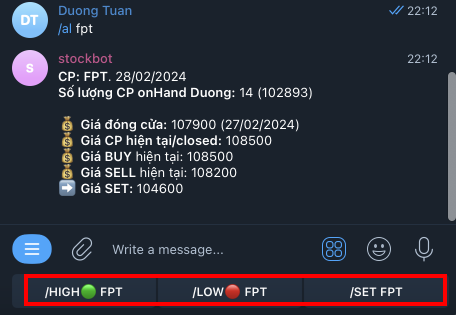 DT
Duong Tuan
22:12
/al fpt
S
stockbot
22:12
CP: FPT. 28/02/2024
Số lượng CP onHand Duong: 14 (102893)
💰 Giá đóng cửa: 107900 (27/02/2024)
💰 Giá CP hiện tại/closed: 108500
💰 Giá BUY hiện tại: 108500
💰 Giá SELL hiện tại: 108200
➡️ Giá SET: 104600
Write a message...
/HIGH🟢 FPT
/LOW🔴 FPT
/SET FPT